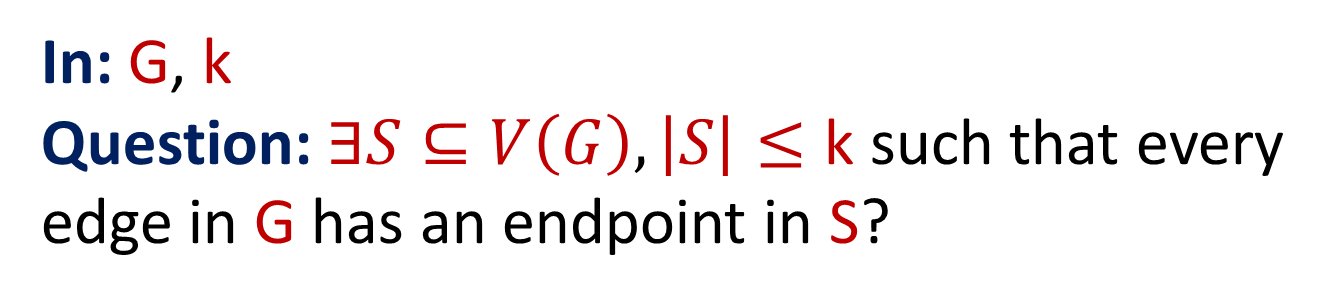 In: G, k
Question: ∃S ⊆ V(G), |S| ≤ k such that every
edge in G has an endpoint in S?